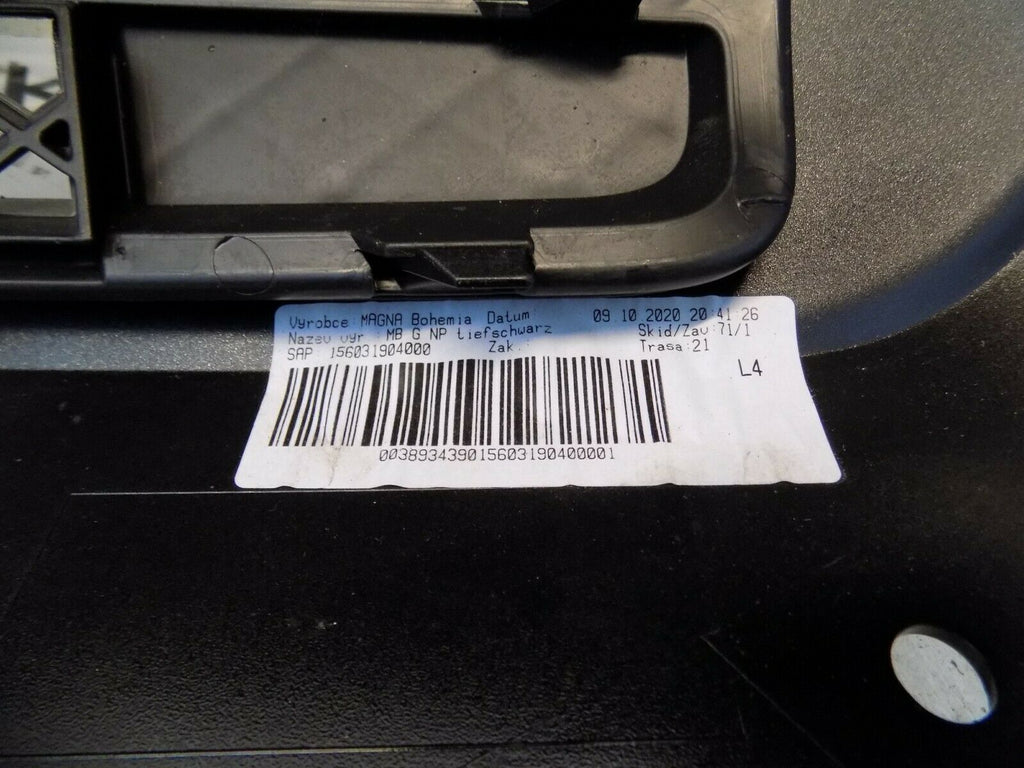 Vyrobce: MAGNA Bohemia Datum 09 10 2020 20:41 26
Nazev vyr : MB G NP tiefschwarz Skid/Zav:71/1
SAP 156031904000 Zak.: Trasa:21
L4
00389343901560319040001